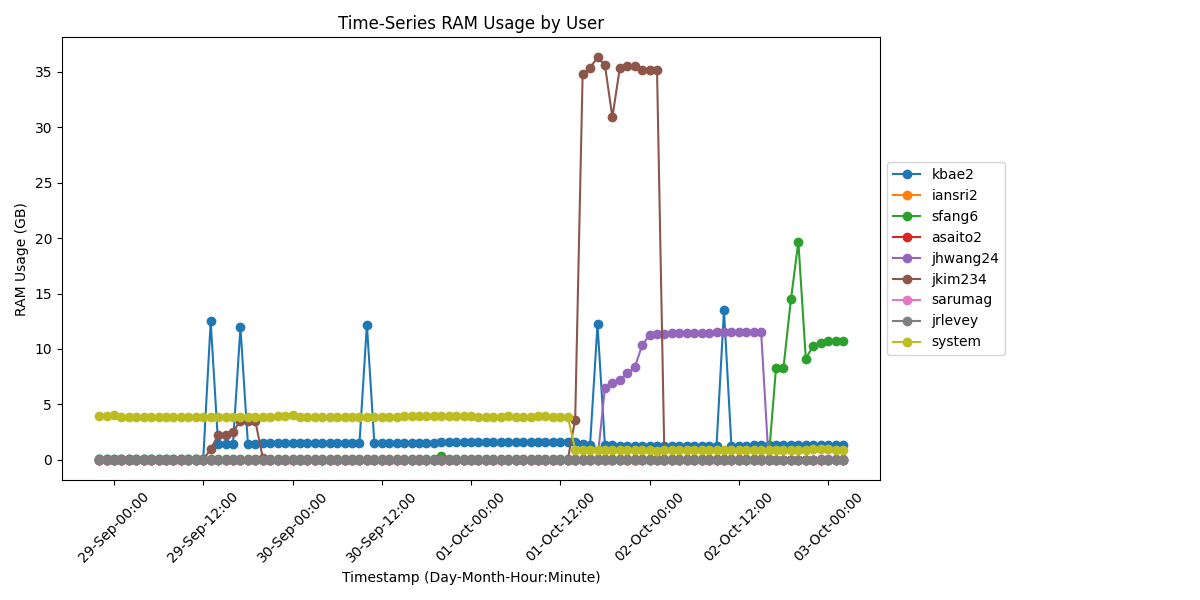 Time-Series RAM Usage by User
RAM Usage (GB)
35
30
25
20
15
10
5
0
29-Sep-00:00
29-Sep-12:00
30-Sep-00:00
30-Sep-12:00
01-Oct-00:00
01-Oct-12:00
02-Oct-00:00
02-Oct-12:00
03-Oct-00:00
Timestamp (Day-Month-Hour:Minute)
kbae2
iansri2
sfang6
asaito2
jhwang24
jkim234
sarumag
jrlevey
system